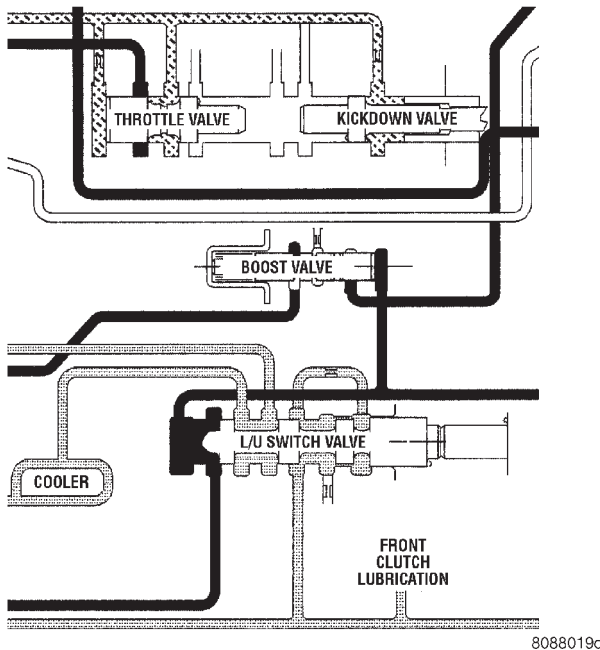 THROTTLE VALVE
KICKDOWN VALVE
BOOST VALVE
L/U SWITCH VALVE
COOLER
FRONT
CLUTCH
LUBRICATION
8088019c